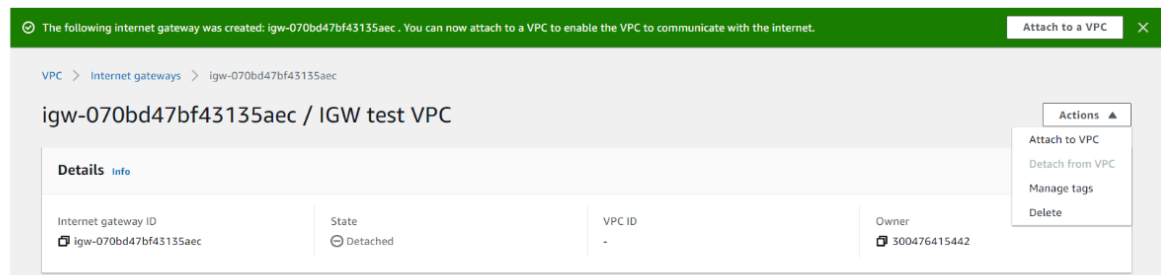 The following internet gateway was created: igw-070bd47bf43135aec . You can now attach to a VPC to enable the VPC to communicate with the internet.
Attach to a VPC
VPC > Internet gateways > igw-070bd47bf43135aec
igw-070bd47bf43135aec / IGW test VPC
Actions
Attach to VPC
Detach from VPC
Manage tags
Delete
Details Info
Internet gateway ID
igw-070bd47bf43135aec
State
Detached
VPC ID
-
Owner
300476415442